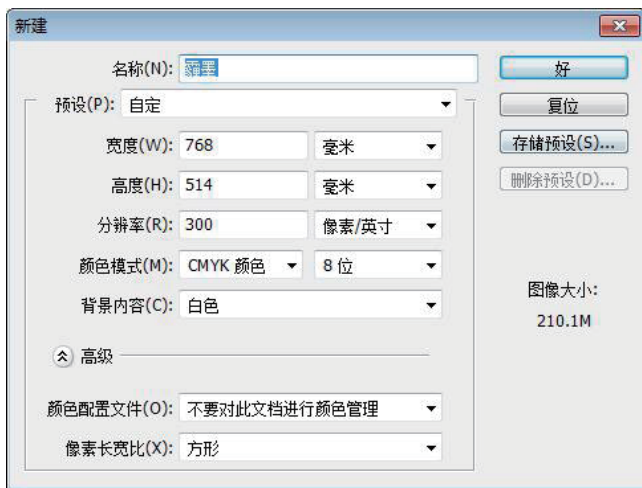 新建
名称(N):
好
预设(P): 自定
复位
宽度(W): 768 毫米
存储预设(S)...
高度(H): 514 毫米
删除预设(D)...
分辨率(R): 300 像素/英寸
颜色模式(M): CMYK 颜色 8 位
图像大小:
背景内容(C): 白色
210.1M
高级
颜色配置文件(O): 不要对此文档进行颜色管理
像素长宽比(X): 方形